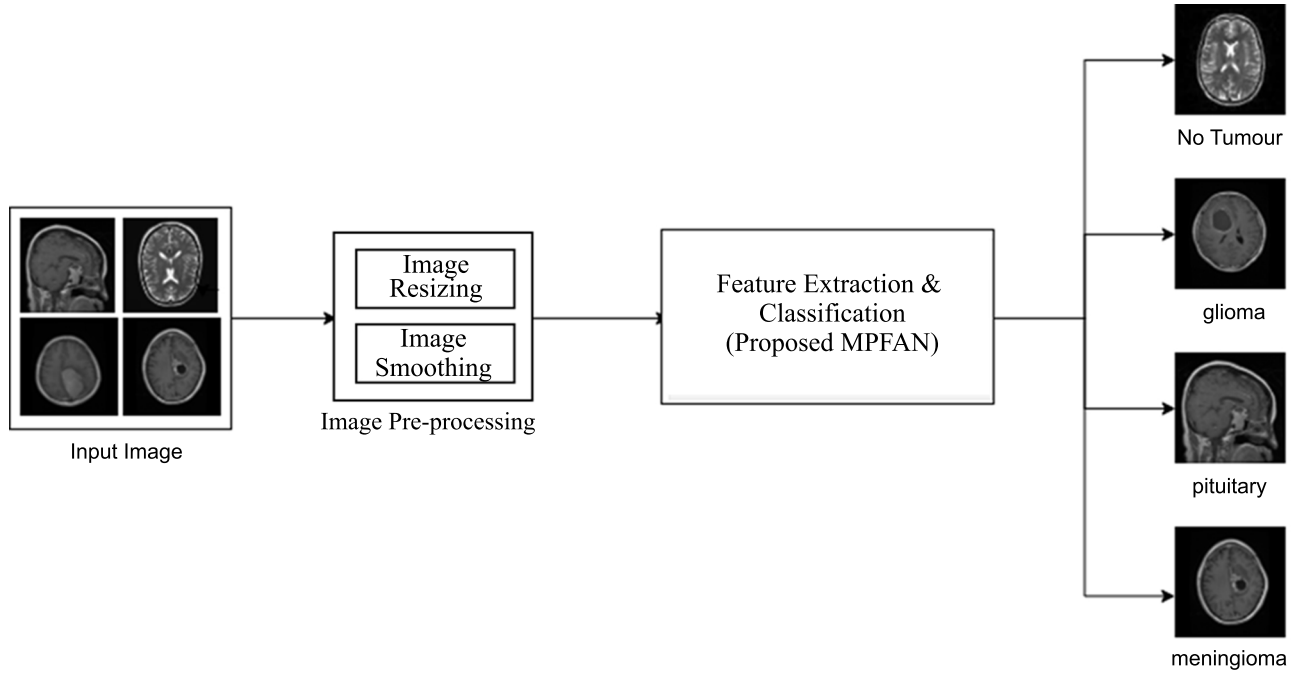 Input Image
Image
Resizing
Image
Smoothing
Image Pre-processing
Feature Extraction &
Classification
(Proposed MPFAN)
No Tumour
glioma
pituitary
meningioma